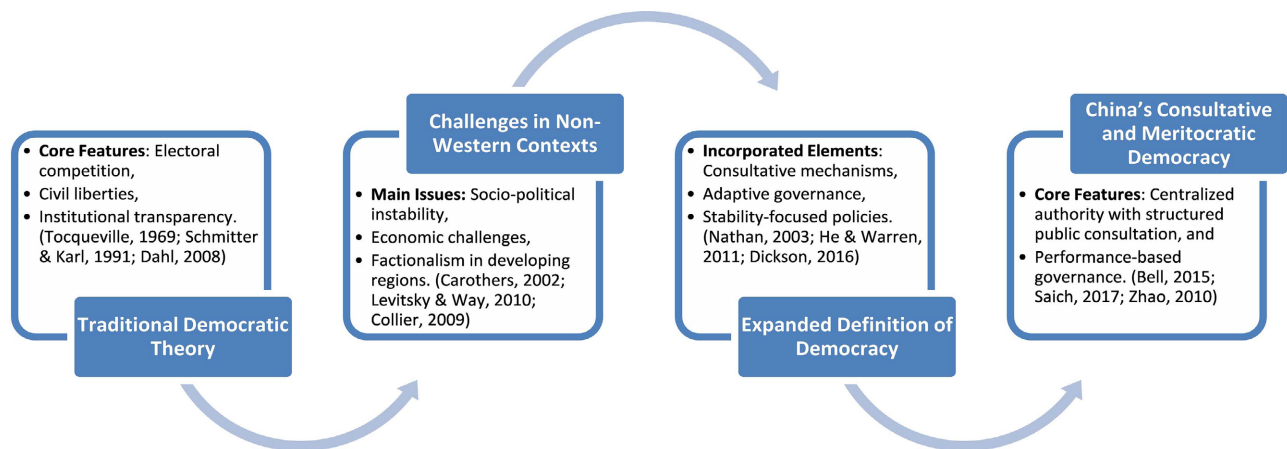 • Core Features: Electoral
competition,
• Civil liberties,
• Institutional transparency.
(Tocqueville, 1969; Schmitter
& Karl, 1991; Dahl, 2008)
Traditional Democratic
Theory
Challenges in Non-
Western Contexts
• Main Issues: Socio-political
instability,
• Economic challenges,
• Factionalism in developing
regions. (Carothers, 2002;
Levitsky & Way, 2010;
Collier, 2009)
• Incorporated Elements:
Consultative mechanisms,
• Adaptive governance,
• Stability-focused policies.
(Nathan, 2003; He & Warren,
2011; Dickson, 2016)
Expanded Definition of
Democracy
China’s Consultative
and Meritocratic
Democracy
• Core Features: Centralized
authority with structured
public consultation, and
• Performance-based
governance. (Bell, 2015;
Saich, 2017; Zhao, 2010)